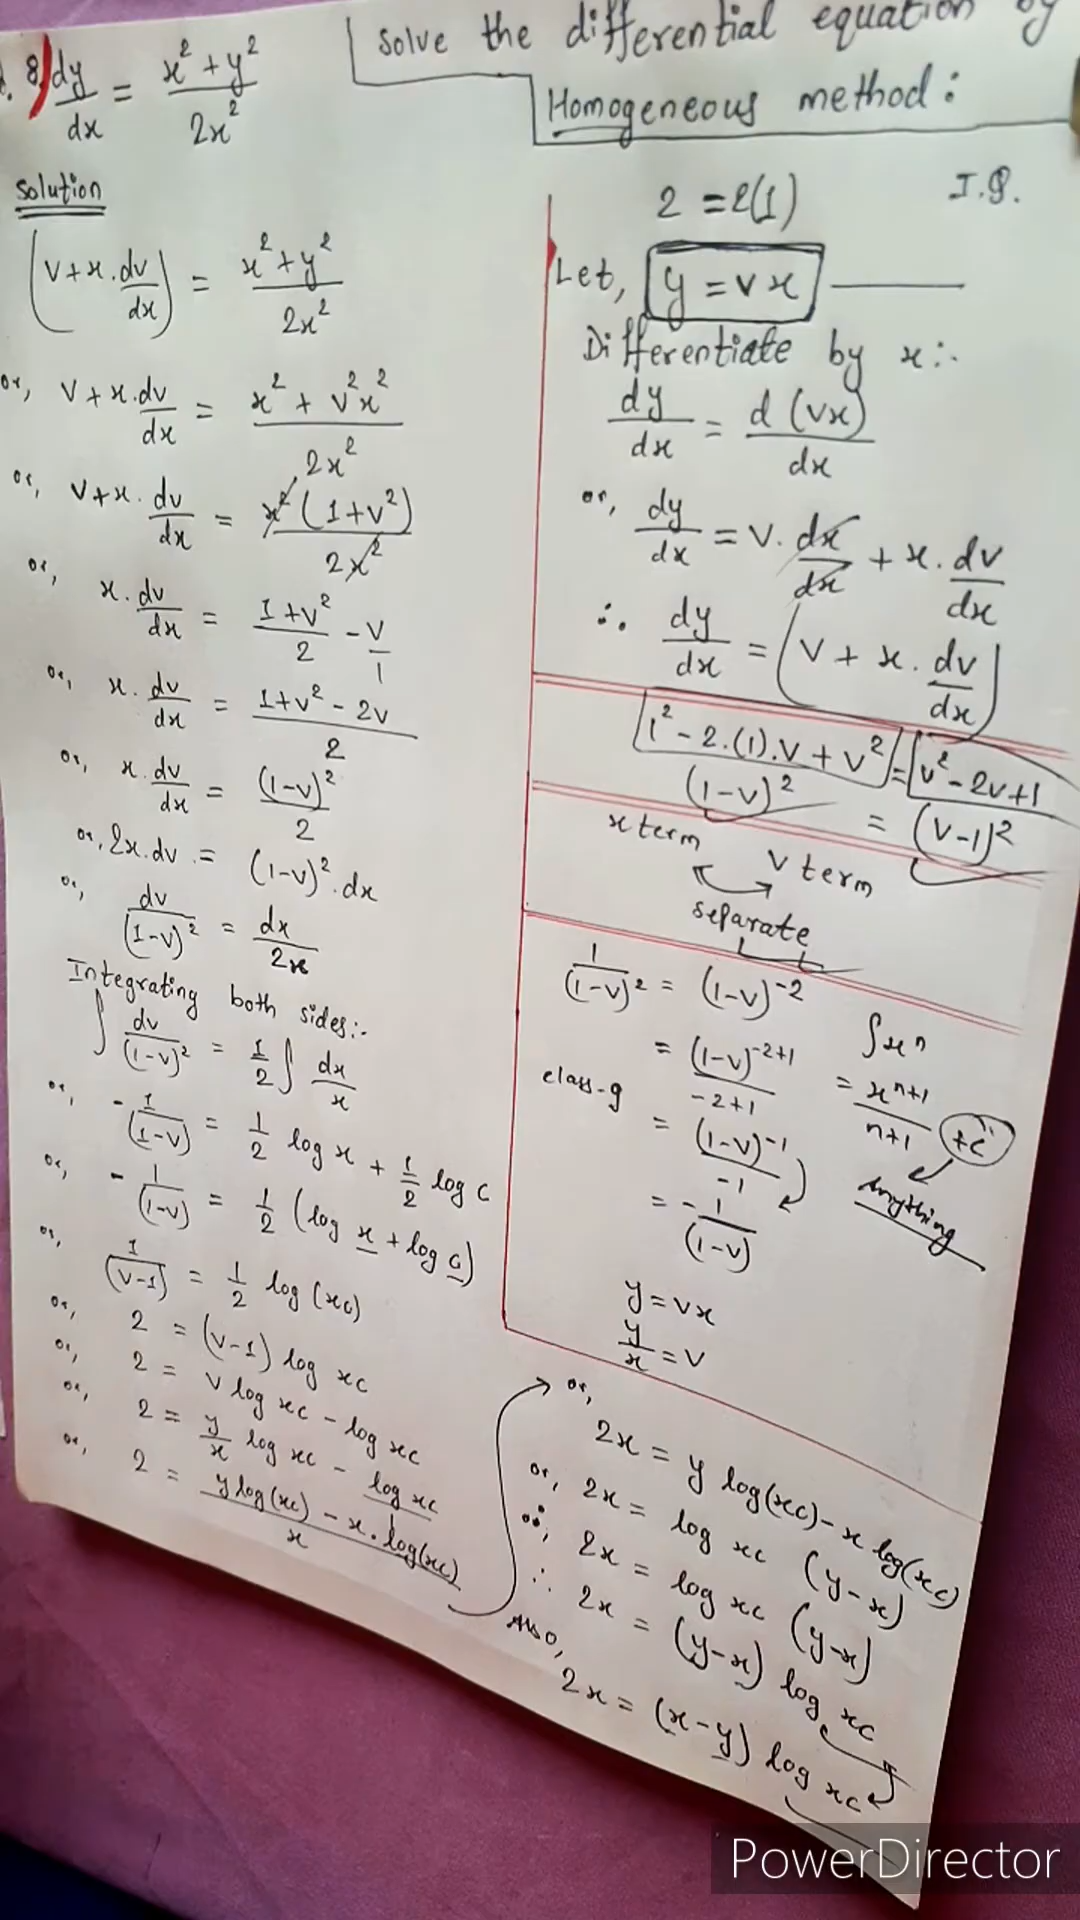 Solve the differential equation by
Homogeneous method:
8) dy/dx = (x² + y²)/2x²
Solution
(v + x.dv/dx) = (x² + y²)/2x²
or, v + x.dv/dx = (x² + v²x²)/2x²
or, v + x.dv/dx = x²(1 + v²)/2x²
or, x.dv/dx = (1 + v²)/2 - v/1
or, x.dv/dx = (1 + v² - 2v)/2
or, x.dv/dx = (1-v)²/2
or, 2x.dv = (1-v)².dx
or, dv/(1-v)² = dx/2x
Integrating both sides:-
∫ dv/(1-v)² = 1/2 ∫ dx/x
or, - 1/(1-v) = 1/2 log x + 1/2 log c
or, - 1/(1-v) = 1/2 (log x + log c)
or, 1/(v-1) = 1/2 log (xc)
or, 2 = (v-1) log xc
or, 2 = v log xc - log xc
or, 2 = y/x log xc - log xc
or, 2 = (y log(xc) - x.log(xc))/x
2 = 2(1)
Let, y = vx
Differentiate by x:-
dy/dx = d(vx)/dx
or, dy/dx = v.dx/dx + x.dv/dx
∴ dy/dx = (v + x.dv/dx)
1² - 2.(1).v + v² = v² - 2v + 1
(1-v)² = (v-1)²
x term v term
separate
1/(1-v)² = (1-v)⁻²
= (1-v)⁻²⁺¹/-2+1
class-9
= (1-v)⁻¹/-1
= - 1/(1-v)
∫xⁿ
= xⁿ⁺¹/n+1 +c
Anything
y = vx
y/x = v
or, 2x = y log(xc) - x log(xc)
or, 2x = log xc (y-x)
2x = log xc (y-x)
∴ 2x = (y-x) log xc
Also, 2x = (x-y) log xc
PowerDirector